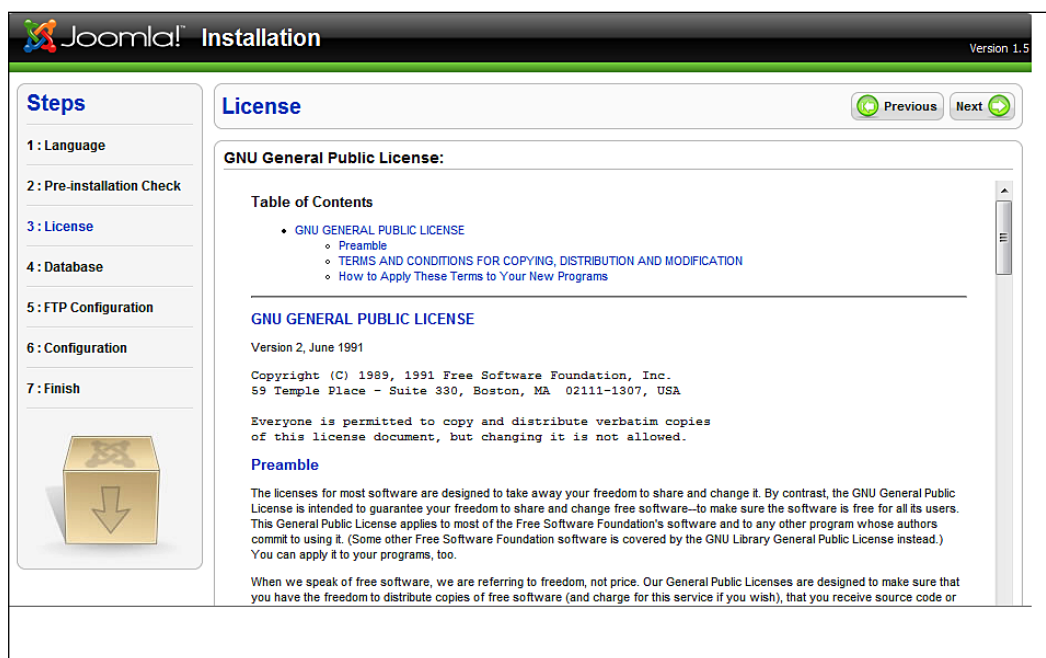 Joomla! Installation
Version 1.5
Steps
1 : Language
2 : Pre-installation Check
3 : License
4 : Database
5 : FTP Configuration
6 : Configuration
7 : Finish
License
Previous
Next
GNU General Public License:
Table of Contents
GNU GENERAL PUBLIC LICENSE
Preamble
TERMS AND CONDITIONS FOR COPYING, DISTRIBUTION AND MODIFICATION
How to Apply These Terms to Your New Programs
GNU GENERAL PUBLIC LICENSE
Version 2, June 1991
Copyright (C) 1989, 1991 Free Software Foundation, Inc.
59 Temple Place - Suite 330, Boston, MA 02111-1307, USA
Everyone is permitted to copy and distribute verbatim copies
of this license document, but changing it is not allowed.
Preamble
The licenses for most software are designed to take away your freedom to share and change it. By contrast, the GNU General Public
License is intended to guarantee your freedom to share and change free software--to make sure the software is free for all its users.
This General Public License applies to most of the Free Software Foundation's software and to any other program whose authors
commit to using it. (Some other Free Software Foundation software is covered by the GNU Library General Public License instead.)
You can apply it to your programs, too.
When we speak of free software, we are referring to freedom, not price. Our General Public Licenses are designed to make sure that
you have the freedom to distribute copies of free software (and charge for this service if you wish), that you receive source code or